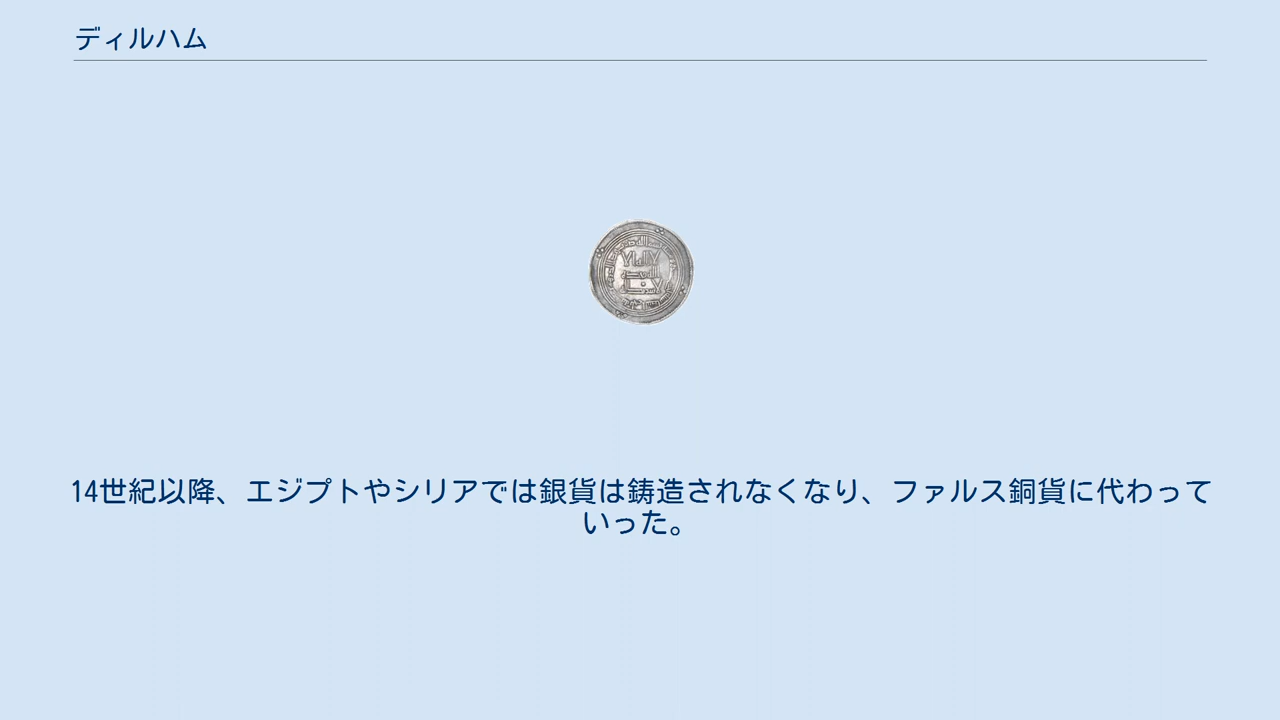 ディルハム
14世紀以降、エジプトやシリアでは銀貨は鋳造されなくなり、ファルス銅貨に代わって
いった。